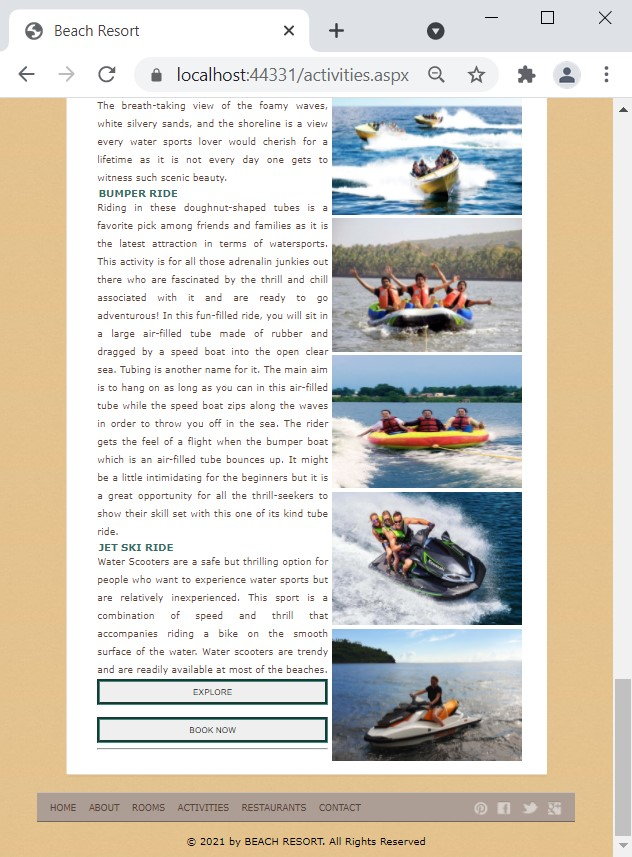 Beach Resort
localhost:44331/activities.aspx
The breath-taking view of the foamy waves,
white silvery sands, and the shoreline is a view
every water sports lover would cherish for a
lifetime as it is not every day one gets to
witness such scenic beauty.
BUMPER RIDE
Riding in these doughnut-shaped tubes is a
favorite pick among friends and families as it is
the latest attraction in terms of watersports.
This activity is for all those adrenalin junkies out
there who are fascinated by the thrill and chill
associated with it and are ready to go
adventurous! In this fun-filled ride, you will sit in
a large air-filled tube made of rubber and
dragged by a speed boat into the open clear
sea. Tubing is another name for it. The main aim
is to hang on as long as you can in this air-filled
tube while the speed boat zips along the waves
in order to throw you off in the sea. The rider
gets the feel of a flight when the bumper boat
which is an air-filled tube bounces up. It might
be a little intimidating for the beginners but it is
a great opportunity for all the thrill-seekers to
show their skill set with this one of its kind tube
ride.
JET SKI RIDE
Water Scooters are a safe but thrilling option for
people who want to experience water sports but
are relatively inexperienced. This sport is a
combination of speed and thrill that
accompanies riding a bike on the smooth
surface of the water. Water scooters are trendy
and are readily available at most of the beaches.
EXPLORE
BOOK NOW
HOME ABOUT ROOMS ACTIVITIES RESTAURANTS CONTACT
© 2021 by BEACH RESORT. All Rights Reserved